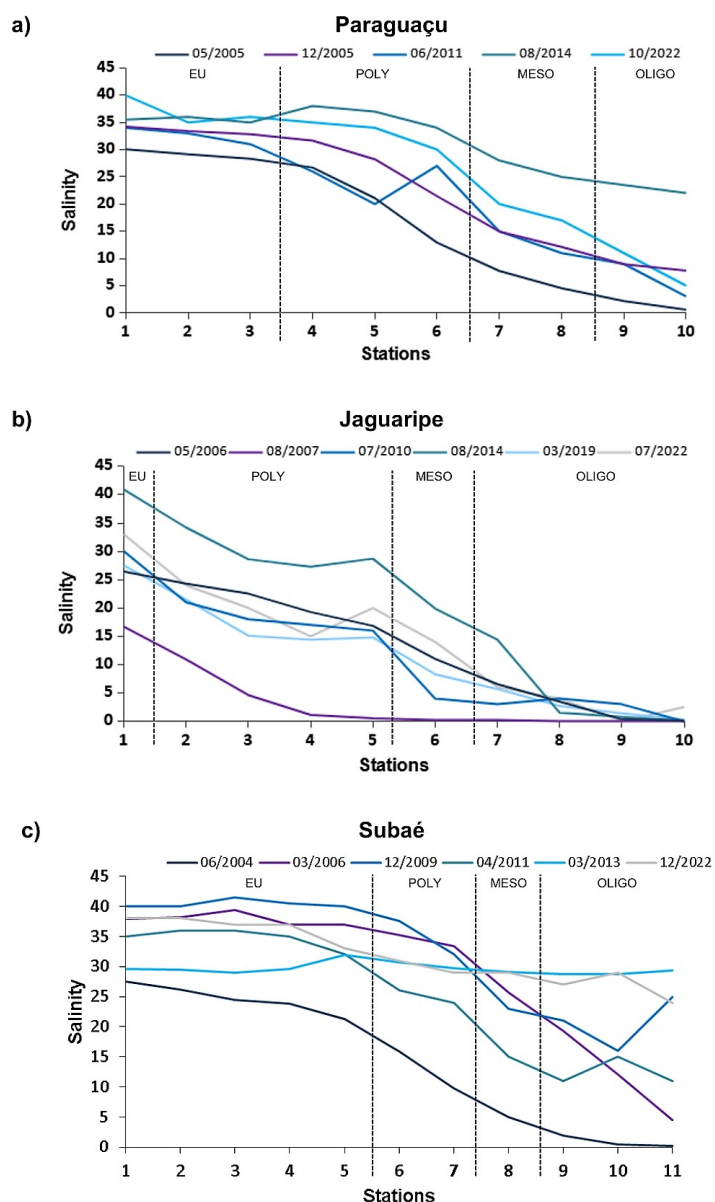 a)
Paraguaçu
05/2005 12/2005 06/2011 08/2014 10/2022
EU POLY MESO OLIGO
45
40
35
30
25
20
15
10
5
0
Salinity
1 2 3 4 5 6 7 8 9 10
Stations
b)
Jaguaripe
05/2006 08/2007 07/2010 08/2014 03/2019 07/2022
EU POLY MESO OLIGO
45
40
35
30
25
20
15
10
5
0
Salinity
1 2 3 4 5 6 7 8 9 10
Stations
c)
Subaé
06/2004 03/2006 12/2009 04/2011 03/2013 12/2022
EU POLY MESO OLIGO
45
40
35
30
25
20
15
10
5
0
Salinity
1 2 3 4 5 6 7 8 9 10 11
Stations